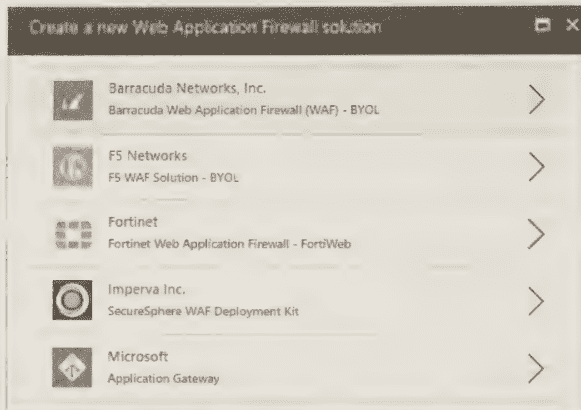 Create a new Web Application Firewall solution
Barracuda Networks, Inc.
Barracuda Web Application Firewall (WAF) - BYOL
F5 Networks
F5 WAF Solution - BYOL
Fortinet
Fortinet Web Application Firewall - FortiWeb
Imperva Inc.
SecureSphere WAF Deployment Kit
Microsoft
Application Gateway